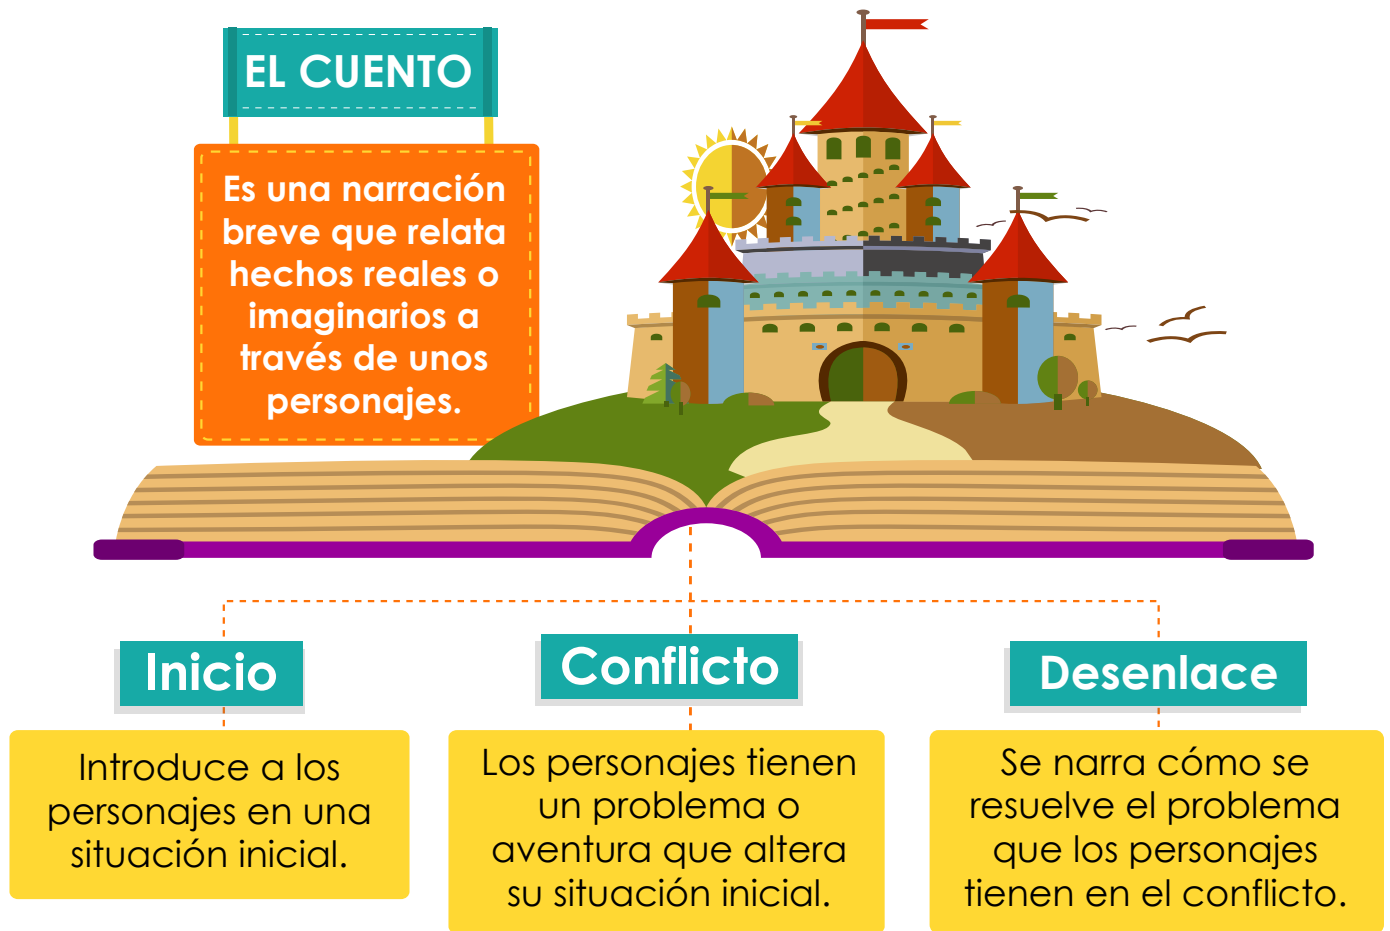 EL CUENTO
Es una narración
breve que relata
hechos reales o
imaginarios a
través de unos
personajes.
Inicio
Introduce a los
personajes en una
situación inicial.
Conflicto
Los personajes tienen
un problema o
aventura que altera
su situación inicial.
Desenlace
Se narra cómo se
resuelve el problema
que los personajes
tienen en el conflicto.